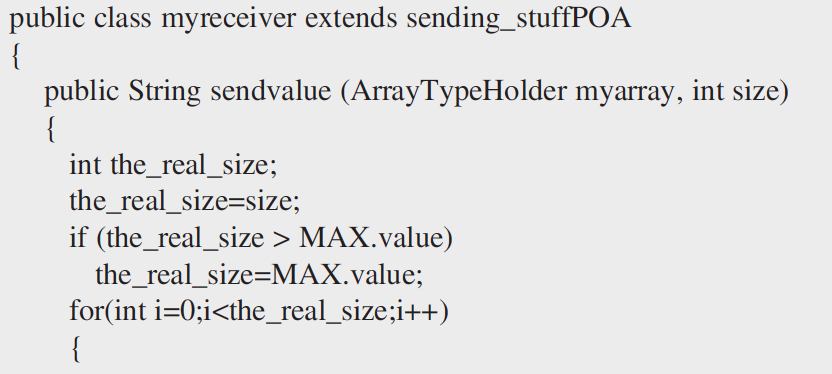 public class myreceiver extends sending_stuffPOA
{
public String sendvalue (ArrayTypeHolder myarray, int size)
{
int the_real_size;
the_real_size=size;
if (the_real_size > MAX.value)
the_real_size=MAX.value;
for(int i=0;i<the_real_size;i++)
{